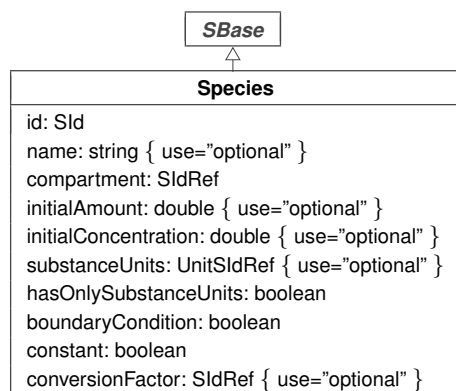 SBase
Species
id: SId
name: string { use="optional" }
compartment: SIdRef
initialAmount: double { use="optional" }
initialConcentration: double { use="optional" }
substanceUnits: UnitSIdRef { use="optional" }
hasOnlySubstanceUnits: boolean
boundaryCondition: boolean
constant: boolean
conversionFactor: SIdRef { use="optional" }